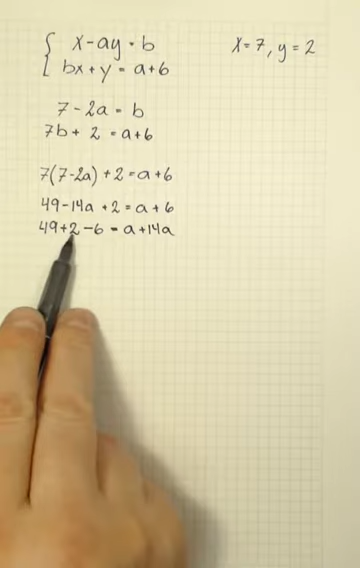 x-ay=b
bx+y=a+6
x=7, y=2
7-2a=b
7b+2=a+6
7(7-2a)+2=a+6
49-14a+2=a+6
49+2-6=a+14a